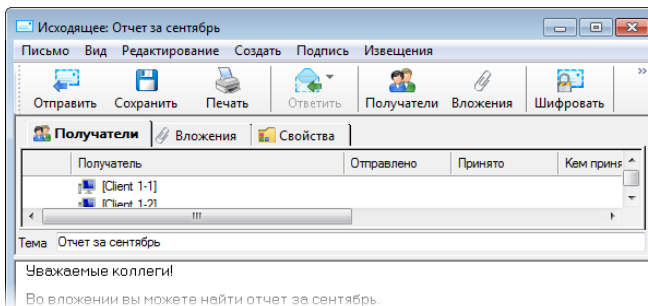 Исходящее: Отчет за сентябрь
Письмо Вид Редактирование Создать Подпись Извещения
Отправить Сохранить Печать Ответить Получатели Вложения Шифровать »
Получатели Вложения Свойства
Получатель Отправлено Принято Кем приня
[Client 1-1]
[Client 1-2]
Тема Отчет за сентябрь
Уважаемые коллеги!
Во вложении вы можете найти отчет за сентябрь.